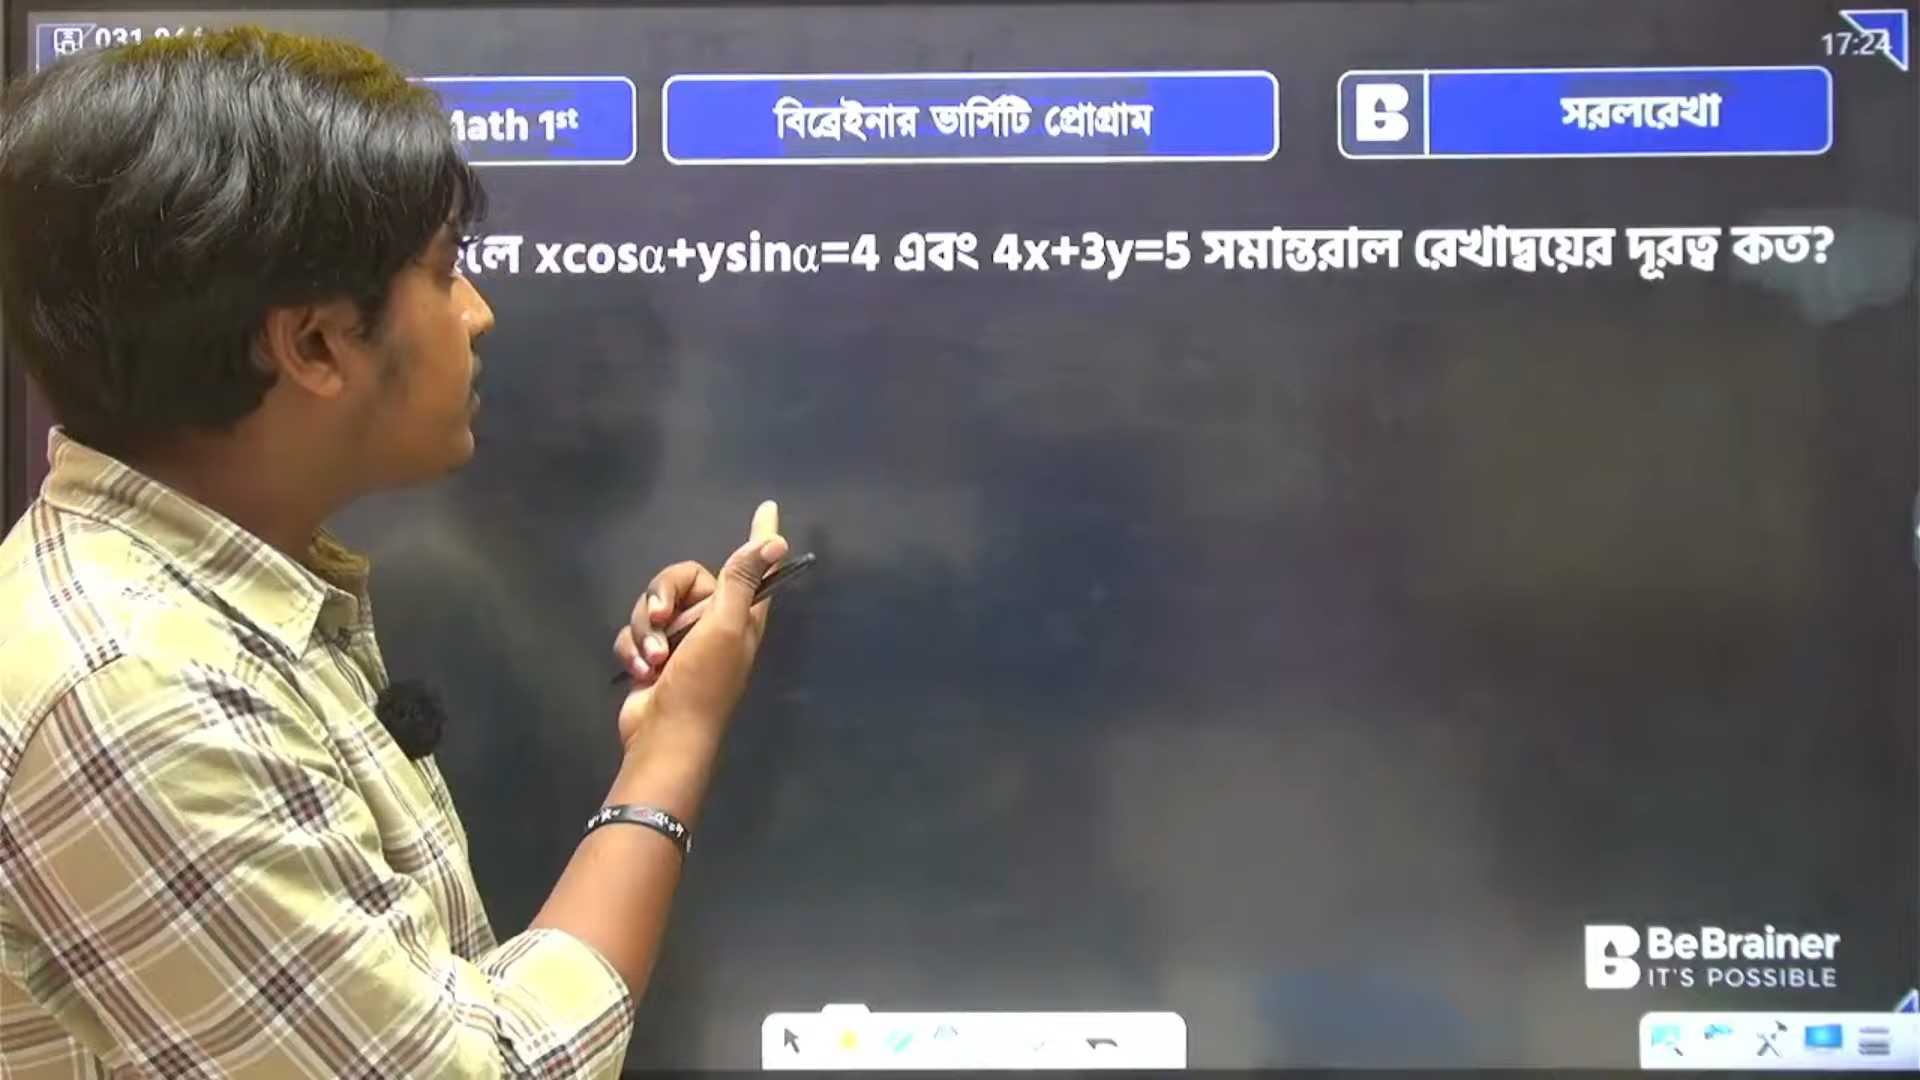 17:24
Math 1st
বিব্রেইনার ভার্সিটি প্রোগ্রাম
B
সরলরেখা
xcosα+ysinα=4 এবং 4x+3y=5 সমান্তরাল রেখাদ্বয়ের দূরত্ব কত?
BeBrainer
IT'S POSSIBLE